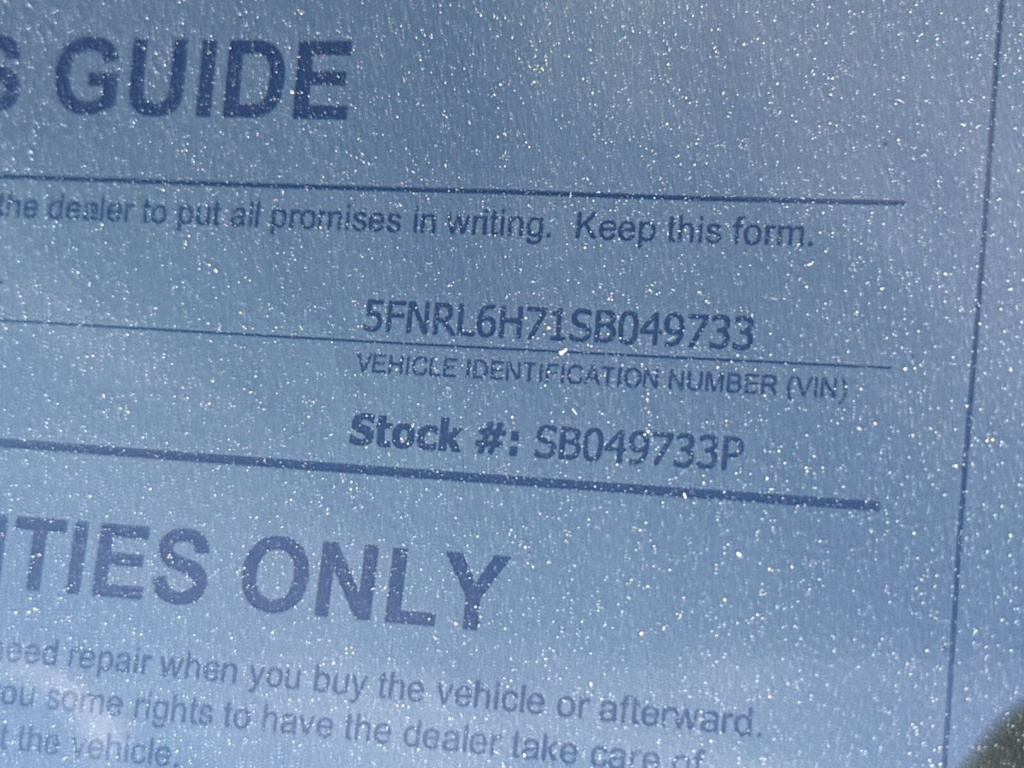 GUIDE
the dealer to put all promises in writing. Keep this form.
5FNRL6H71SB049733
VEHICLE IDENTIFICATION NUMBER (VIN)
Stock #: SB049733P
TIES ONLY
need repair when you buy the vehicle or afterward.
ou some rights to have the dealer take care of
t the vehicle.